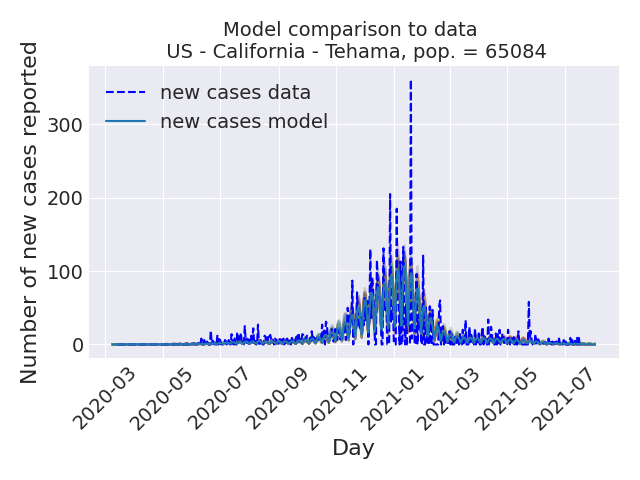 Model comparison to data
US - California - Tehama, pop. = 65084
Number of new cases reported
new cases data
new cases model
300
200
100
0
2020-03
2020-05
2020-07
2020-09
2020-11
2021-01
2021-03
2021-05
2021-07
Day